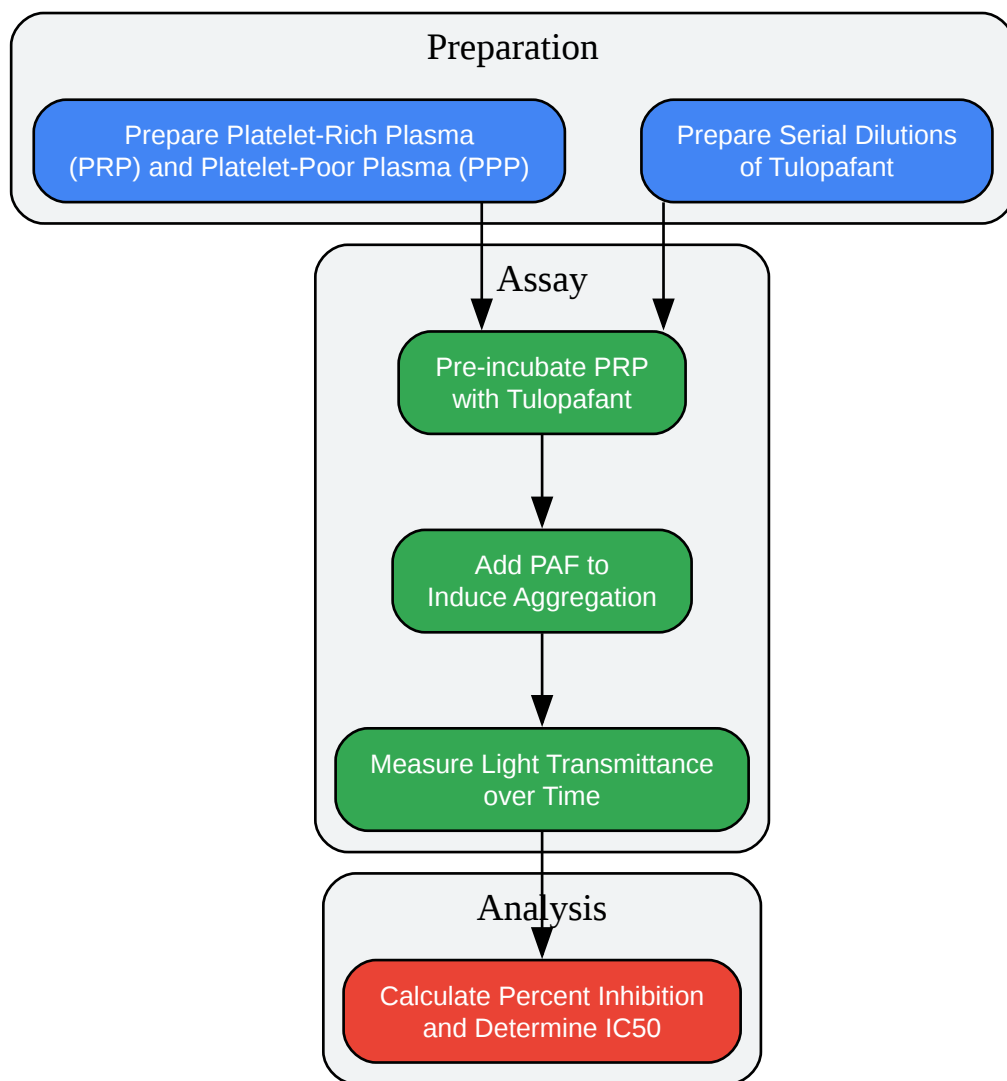 Preparation
Prepare Platelet-Rich Plasma
(PRP) and Platelet-Poor Plasma (PPP)
Prepare Serial Dilutions
of Tulopafant
Assay
Pre-incubate PRP
with Tulopafant
Add PAF to
Induce Aggregation
Measure Light Transmittance
over Time
Analysis
Calculate Percent Inhibition
and Determine IC50